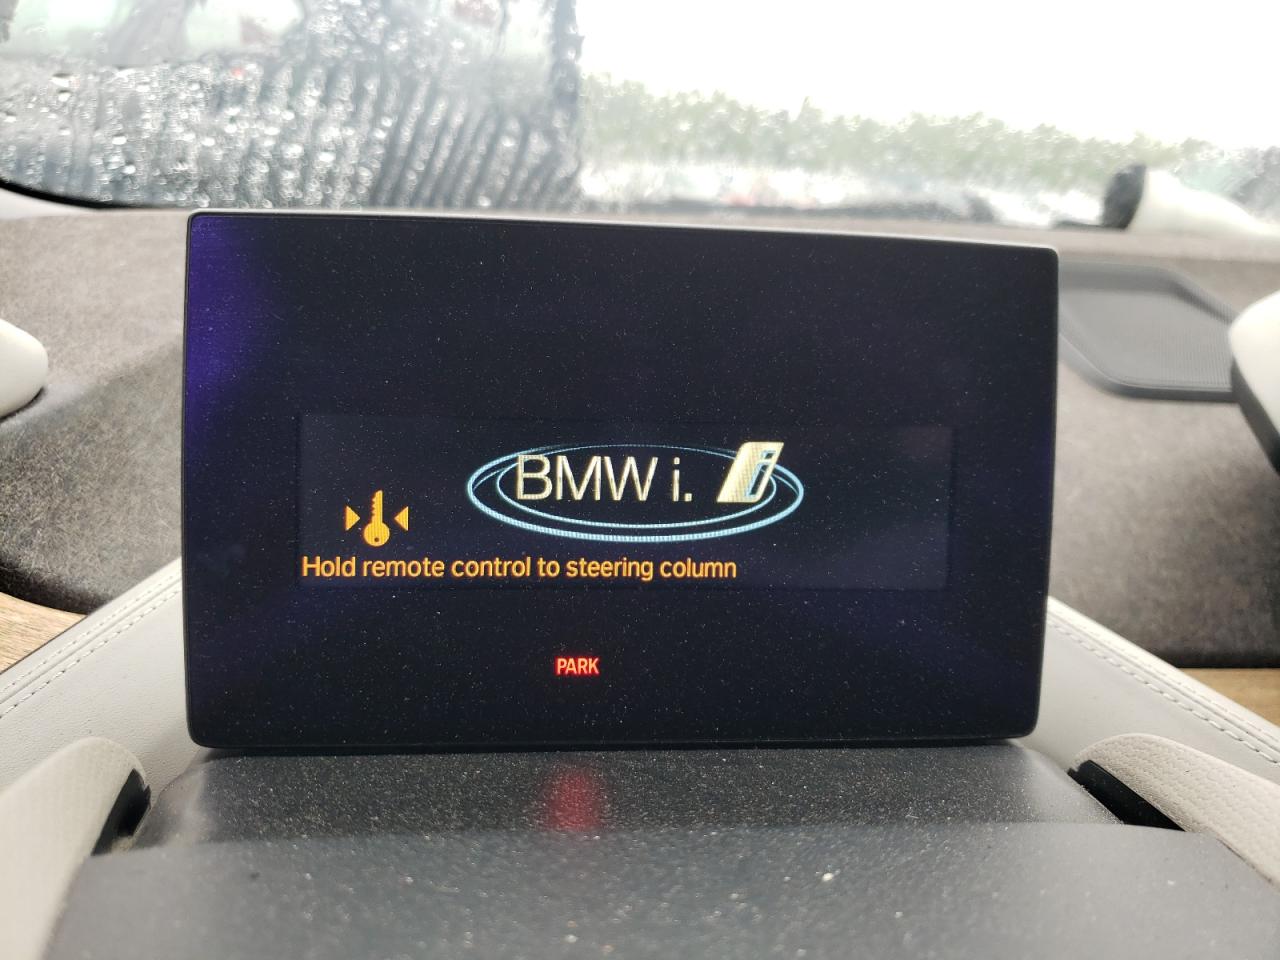 BMW i. i
Hold remote control to steering column
PARK